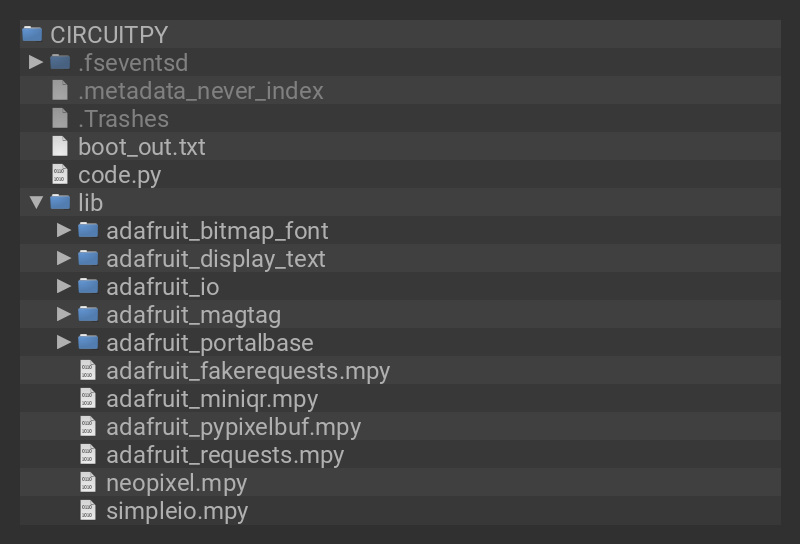 CIRCUITPY
.fseventsd
.metadata_never_index
.Trashes
boot_out.txt
code.py
lib
adafruit_bitmap_font
adafruit_display_text
adafruit_io
adafruit_magtag
adafruit_portalbase
adafruit_fakerequests.mpy
adafruit_miniqr.mpy
adafruit_pypixelbuf.mpy
adafruit_requests.mpy
neopixel.mpy
simpleio.mpy